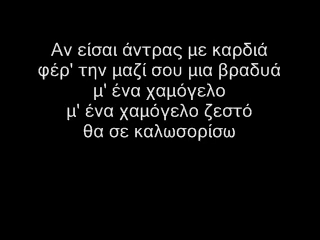 Αν είσαι άντρας με καρδιά
φέρ' την μαζί σου μια βραδυά
μ' ένα χαμόγελο
μ' ένα χαμόγελο ζεστό
θα σε καλωσορίσω